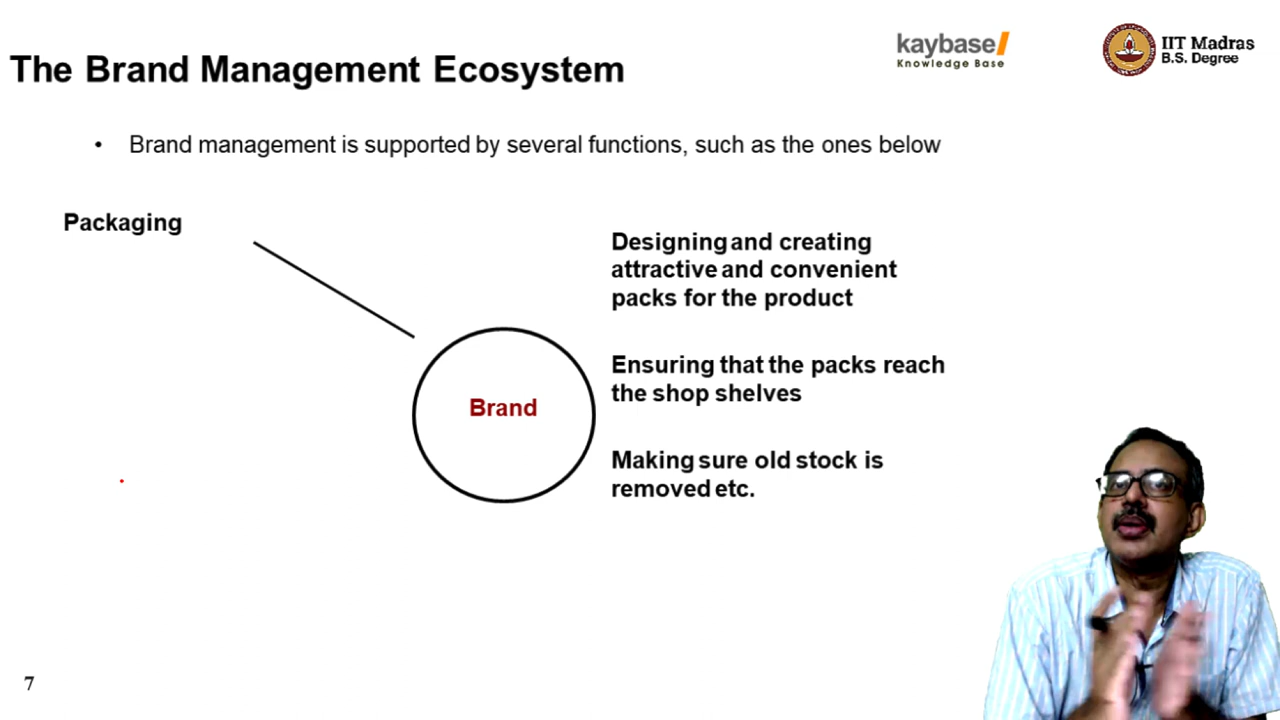 The Brand Management Ecosystem
kaybase
Knowledge Base
IIT Madras
B.S. Degree
• Brand management is supported by several functions, such as the ones below
Packaging
Designing and creating
attractive and convenient
packs for the product
Ensuring that the packs reach
the shop shelves
Brand
Making sure old stock is
removed etc.
7